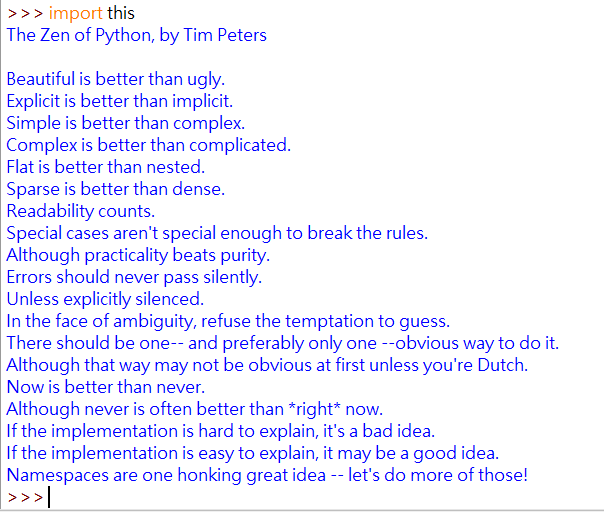 >>> import this
The Zen of Python, by Tim Peters

Beautiful is better than ugly.
Explicit is better than implicit.
Simple is better than complex.
Complex is better than complicated.
Flat is better than nested.
Sparse is better than dense.
Readability counts.
Special cases aren't special enough to break the rules.
Although practicality beats purity.
Errors should never pass silently.
Unless explicitly silenced.
In the face of ambiguity, refuse the temptation to guess.
There should be one-- and preferably only one --obvious way to do it.
Although that way may not be obvious at first unless you're Dutch.
Now is better than never.
Although never is often better than *right* now.
If the implementation is hard to explain, it's a bad idea.
If the implementation is easy to explain, it may be a good idea.
Namespaces are one honking great idea -- let's do more of those!
>>>